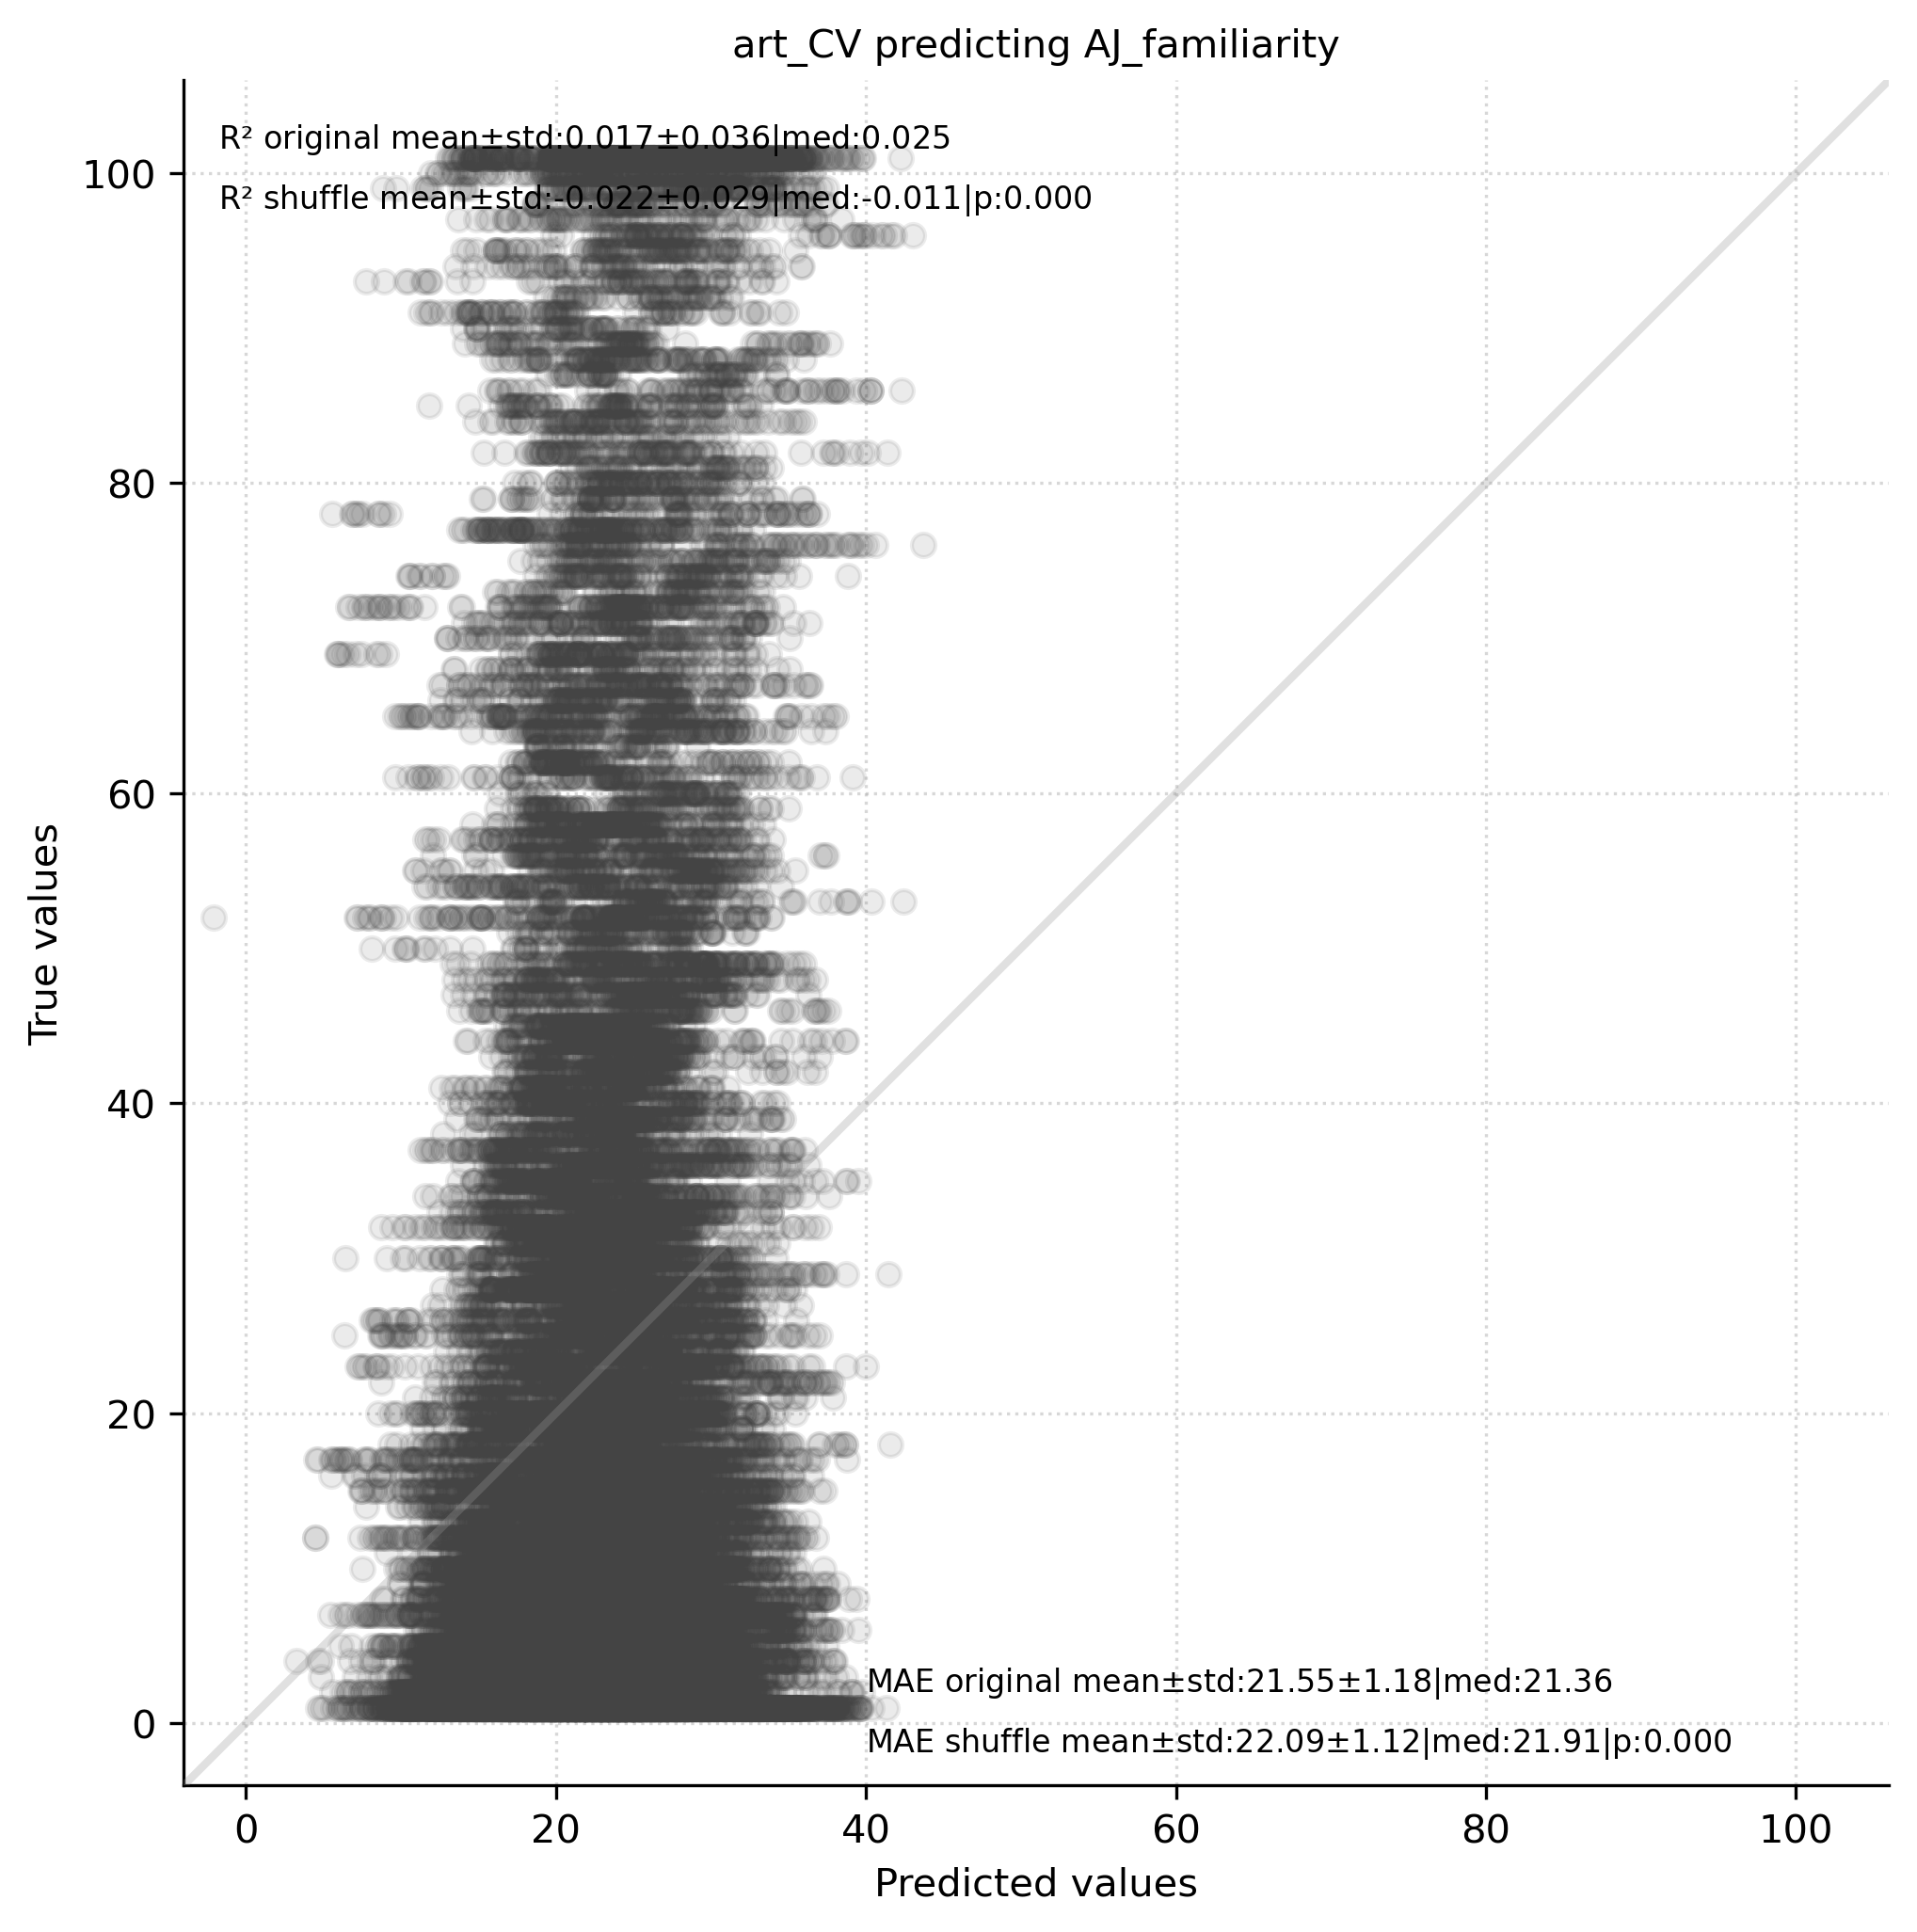 art_CV predicting AJ_familiarity
R² original mean±std:0.017±0.036|med:0.025
R² shuffle mean±std:-0.022±0.029|med:-0.011|p:0.000
100
80
60
40
20
0
True values
MAE original mean±std:21.55±1.18|med:21.36
MAE shuffle mean±std:22.09±1.12|med:21.91|p:0.000
0 20 40 60 80 100
Predicted values